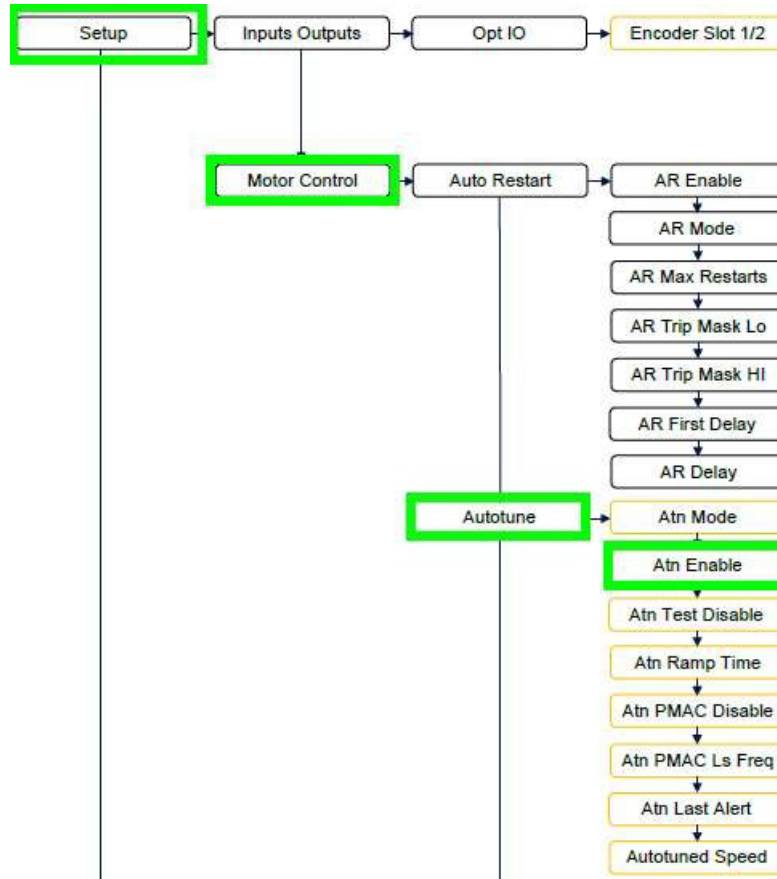 Setup
Inputs Outputs
Opt IO
Encoder Slot 1/2
Motor Control
Auto Restart
AR Enable
AR Mode
AR Max Restarts
AR Trip Mask Lo
AR Trip Mask HI
AR First Delay
AR Delay
Autotune
Atn Mode
Atn Enable
Atn Test Disable
Atn Ramp Time
Atn PMAC Disable
Atn PMAC Ls Freq
Atn Last Alert
Autotuned Speed